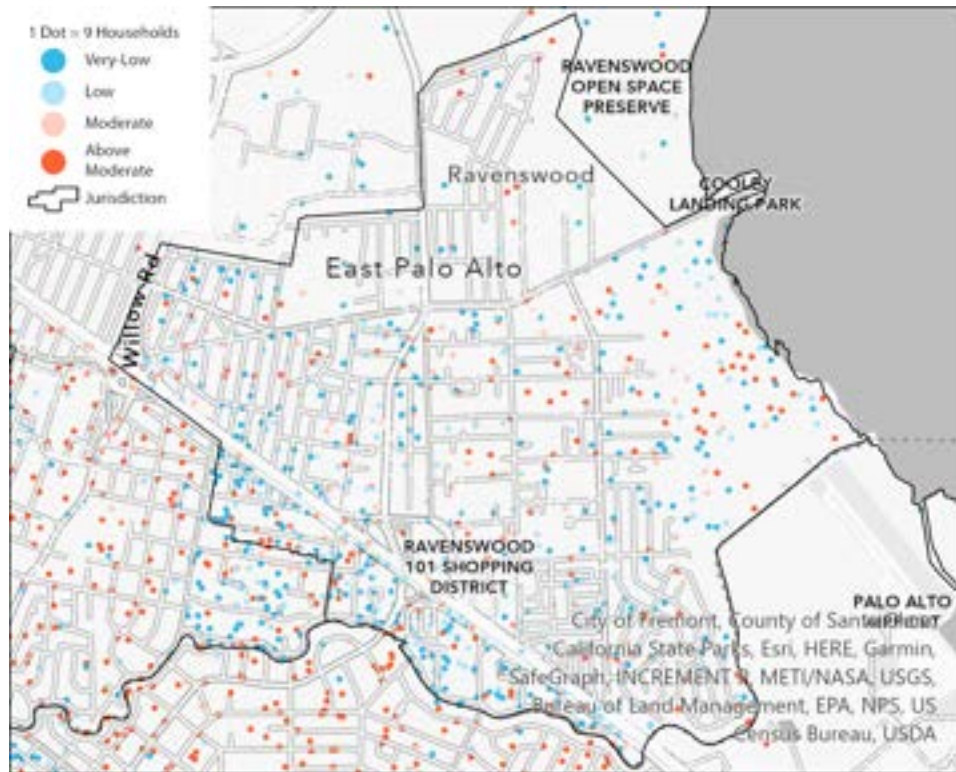 1 Dot = 9 Households
Very-Low
Low
Moderate
Above
Moderate
Jurisdiction
RAVENSWOOD
OPEN SPACE
PRESERVE
Ravenswood
COOLEY
LANDING PARK
East Palo Alto
Willow Rd
RAVENSWOOD
101 SHOPPING
DISTRICT
PALO ALTO
City of Fremont, County of
California State Parks, Esri, HERE, Garmin,
SafeGraph, INCREMENT P, METI/NASA, USGS,
Bureau of Land Management, EPA, NPS, US
Census Bureau, USDA